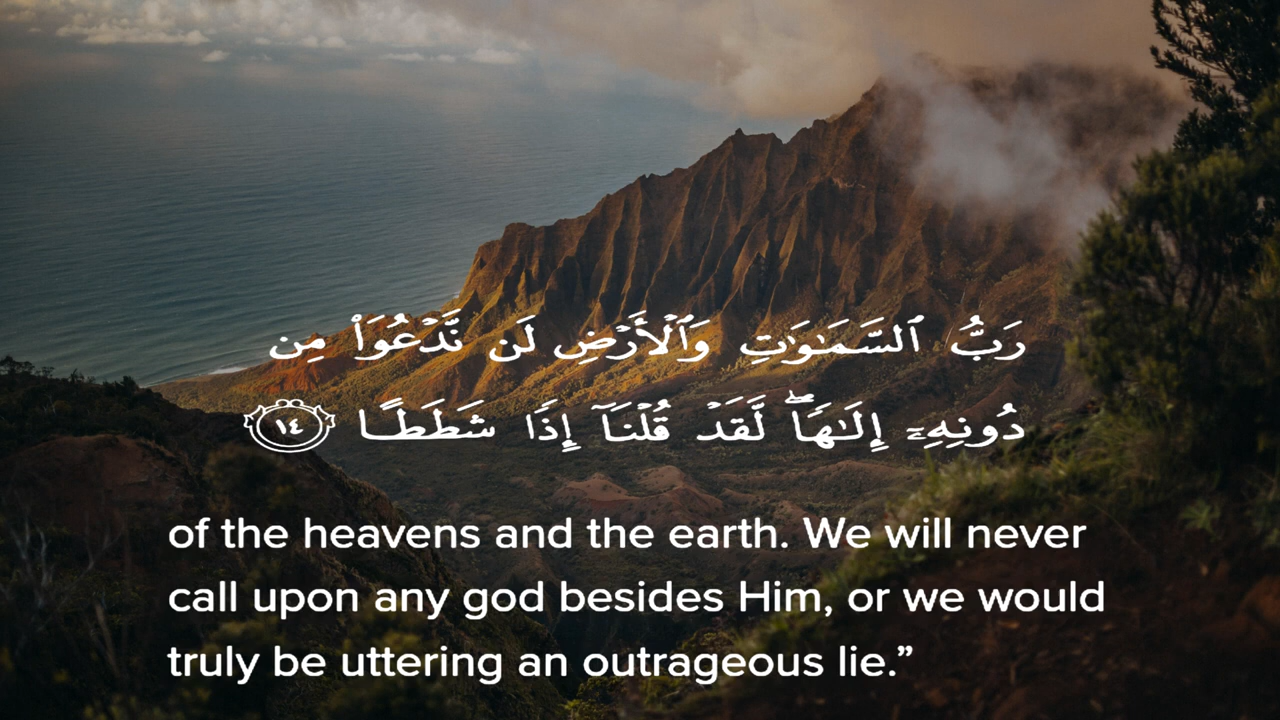 رَبُّ ٱلسَّمَـٰوَٰتِ وَٱلْأَرْضِ لَن نَّدْعُوَا۟ مِن
دُونِهِۦٓ إِلَـٰهًا ۖ لَّقَدْ قُلْنَآ إِذًا شَطَطًا ١٤
of the heavens and the earth. We will never
call upon any god besides Him, or we would
truly be uttering an outrageous lie.”